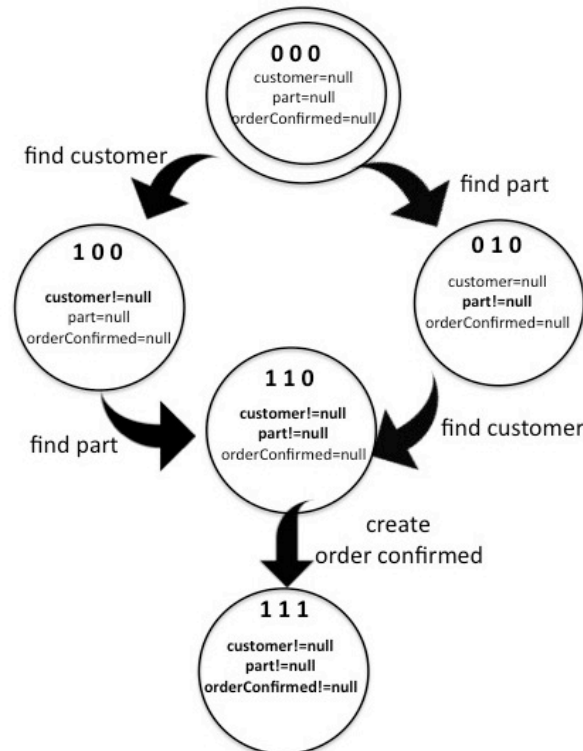 0 0 0
customer=null
part=null
orderConfirmed=null
find customer
find part
1 0 0
customer!=null
part=null
orderConfirmed=null
0 1 0
customer=null
part!=null
orderConfirmed=null
1 1 0
customer!=null
part!=null
orderConfirmed=null
find part
find customer
create
order confirmed
1 1 1
customer!=null
part!=null
orderConfirmed!=null